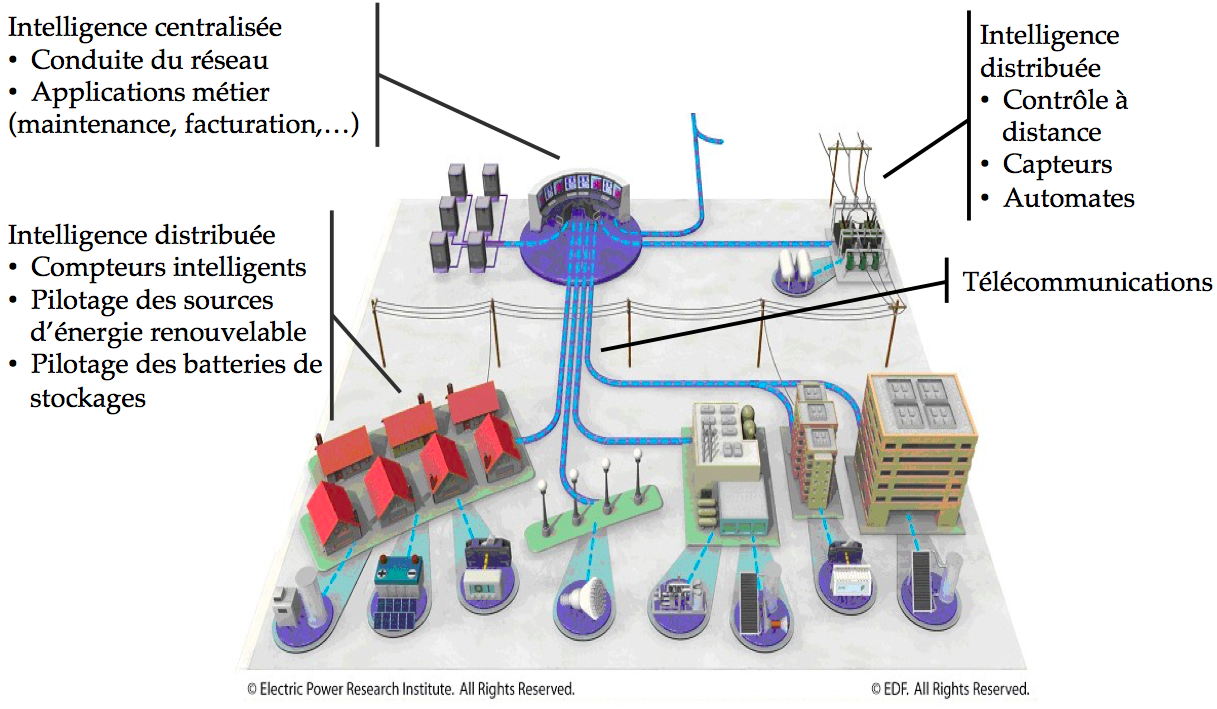 Intelligence centralisée
• Conduite du réseau
• Applications métier
(maintenance, facturation,…)
Intelligence
distribuée
• Contrôle à
distance
• Capteurs
• Automates
Intelligence distribuée
• Compteurs intelligents
• Pilotage des sources
d’énergie renouvelable
• Pilotage des batteries de
stockages
Télécommunications
© Electric Power Research Institute. All Rights Reserved.
© EDF. All Rights Reserved.